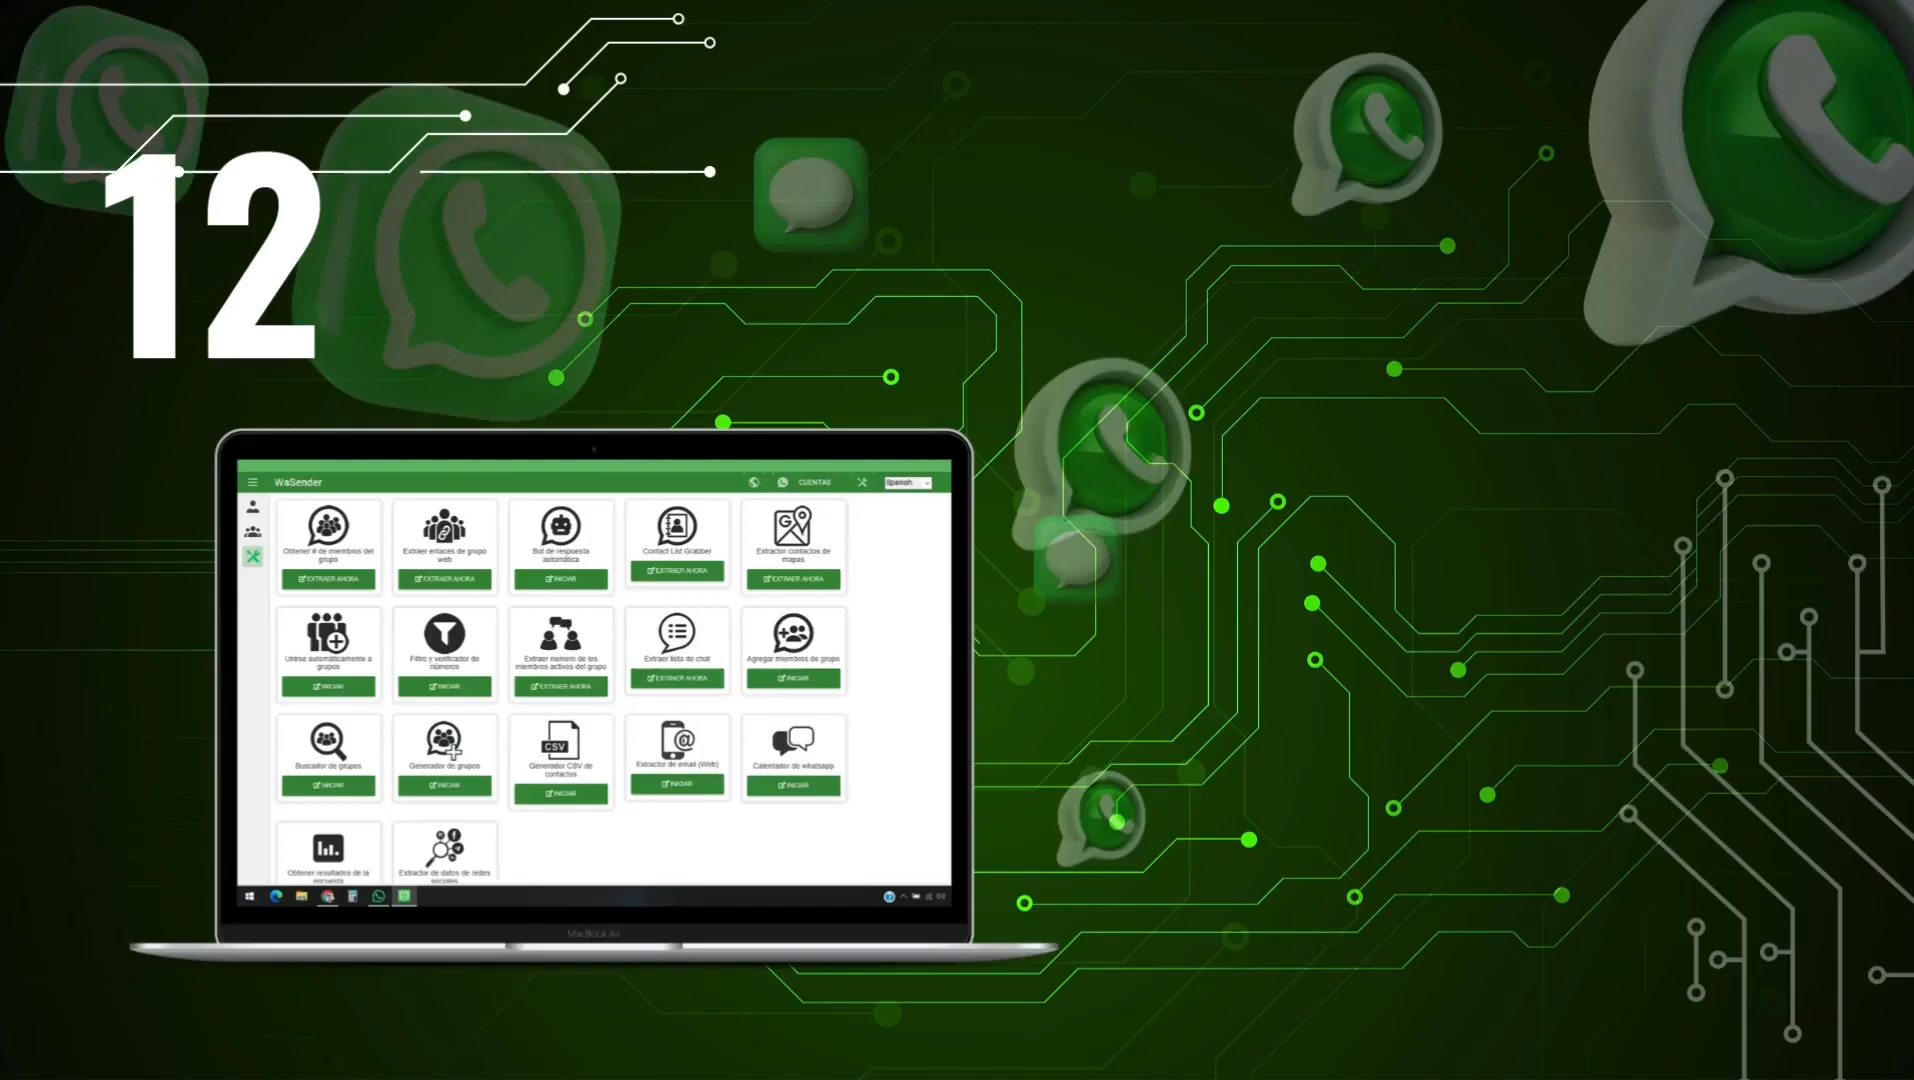 12
WaSender
CUENTAS
Spanish
Obtener # de miembros del
grupo
EXTRAER AHORA
Extraer enlaces de grupo
web
EXTRAER AHORA
Bot de respuesta
automática
INICIAR
Contact List Grabber
EXTRAER AHORA
Extractor contactos de
mapas
EXTRAER AHORA
Unirse automáticamente a
grupos
INICIAR
Filtro y verificador de
números
INICIAR
Extraer numero de los
miembros activos del grupo
EXTRAER AHORA
Extraer lista de chat
EXTRAER AHORA
Agregar miembros de grupo
INICIAR
Buscador de grupos
INICIAR
Generador de grupos
INICIAR
CSV
Generador CSV de
contactos
INICIAR
Extractor de email (Web)
INICIAR
Calentador de whatsapp
INICIAR
Obtener resultados de la
encuesta
Extractor de datos de redes
sociales
MacBook Air